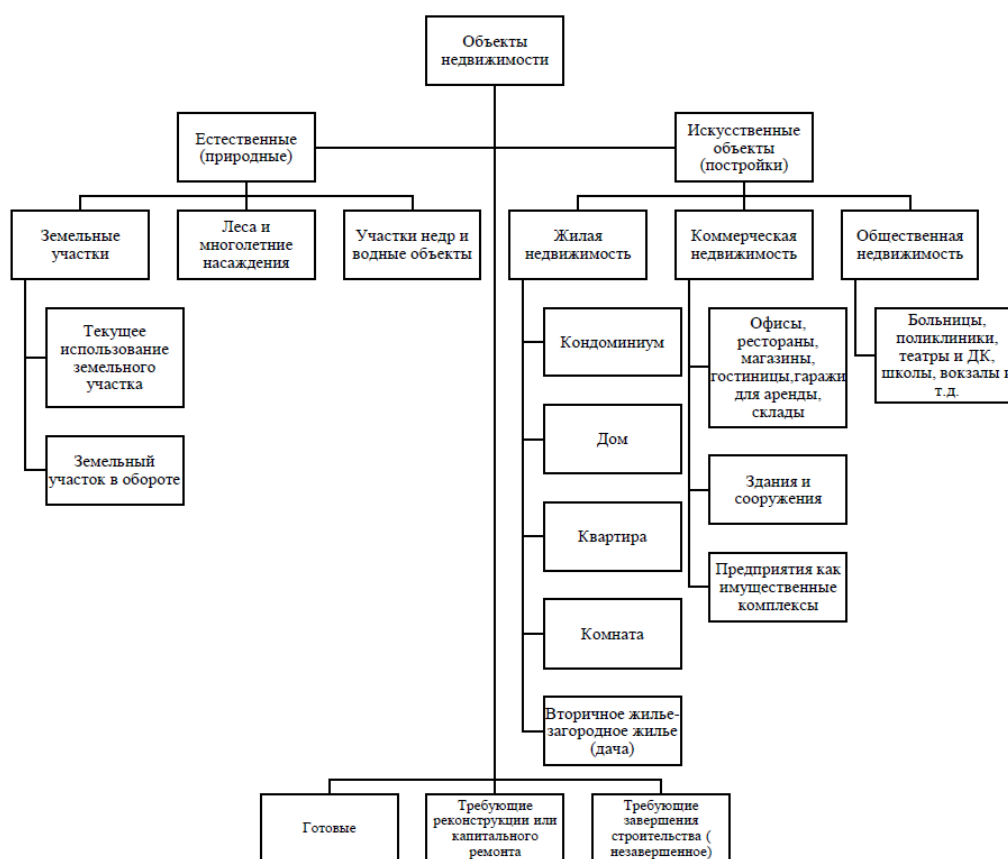 Объекты
недвижимости
Естественные
(природные)
Искусственные
объекты
(постройки)
Земельные
участки
Леса и
многолетние
насаждения
Участки недр и
водные объекты
Жилая
недвижимость
Коммерческая
недвижимость
Общественная
недвижимость
Текущее
использование
земельного
участка
Земельный
участок в обороте
Кондоминиум
Дом
Квартира
Комната
Вторичное жилье-
загородное жилье
(дача)
Офисы,
рестораны,
магазины,
гостиницы,гаражи
для аренды,
склады
Здания и
сооружения
Предприятия как
имущественные
комплексы
Больницы,
поликлиники,
театры и ДК,
школы, вокзалы и
т.д.
Готовые
Требующие
реконструкции или
капитального
ремонта
Требующие
завершения
строительства (
незавершенное)